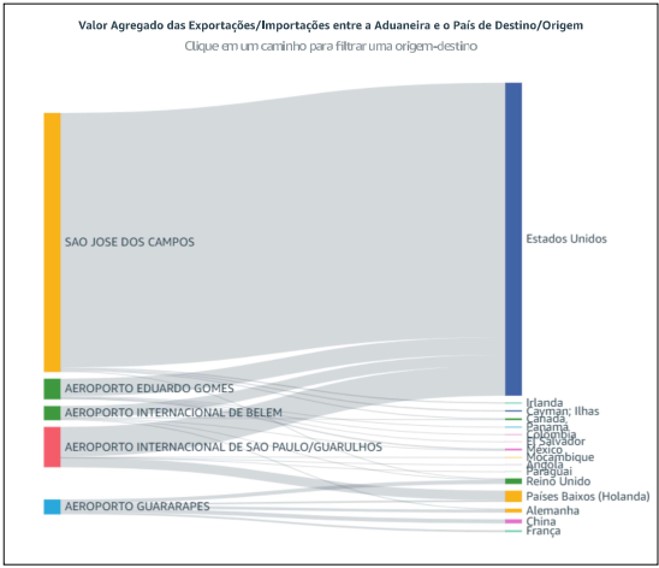 Valor Agregado das Exportações/Importações entre a Aduaneira e o País de Destino/Origem
Clique em um caminho para filtrar uma origem-destino
SAO JOSE DOS CAMPOS
AEROPORTO EDUARDO GOMES
AEROPORTO INTERNACIONAL DE BELEM
AEROPORTO INTERNACIONAL DE SAO PAULO/GUARULHOS
AEROPORTO GUARARAPES
Estados Unidos
Irlanda
Cayman; Ilhas
Canadá
Panamá
Colômbia
El Salvador
México
Moçambique
Angola
Paraguai
Reino Unido
Países Baixos (Holanda)
Alemanha
China
França